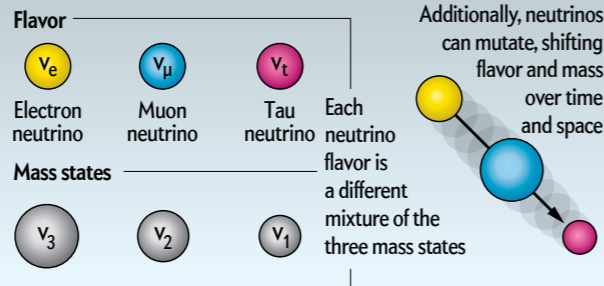 Flavor
νe
νμ
νt
Electron
neutrino
Muon
neutrino
Tau
neutrino
Mass states
ν3
ν2
ν1
Each
neutrino
flavor is
a different
mixture of the
three mass states
Additionally, neutrinos
can mutate, shifting
flavor and mass
over time
and space